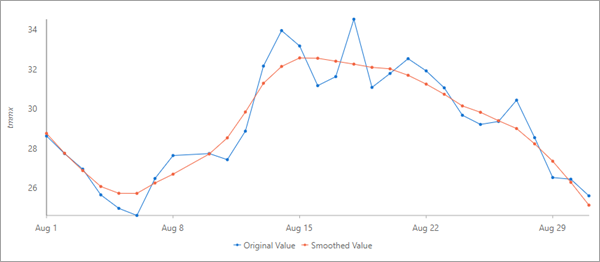 34
32
30
28
26
tmmx
Aug 1
Aug 8
Aug 15
Aug 22
Aug 29
Original Value
Smoothed Value